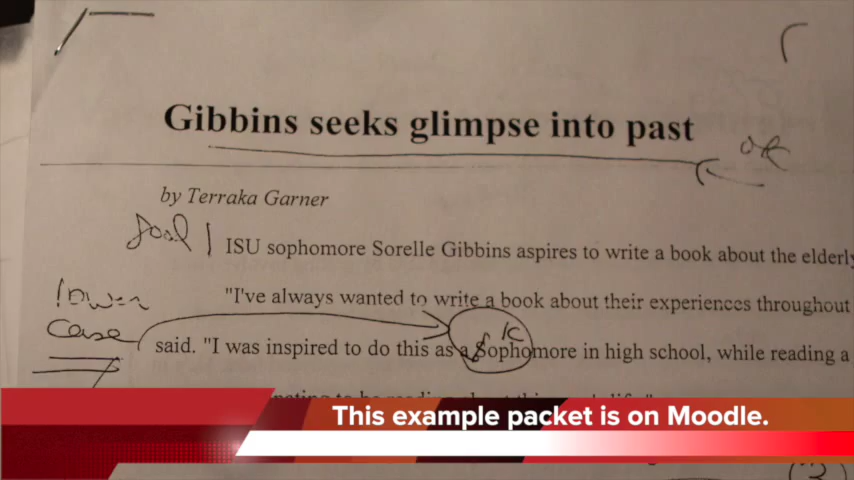 Gibbins seeks glimpse into past
ok
by Terraka Garner
Goal
ISU sophomore Sorelle Gibbins aspires to write a book about the elderly
"I've always wanted to write a book about their experiences throughout
lower
case
said. "I was inspired to do this as a Sophomore in high school, while reading a
This example packet is on Moodle.